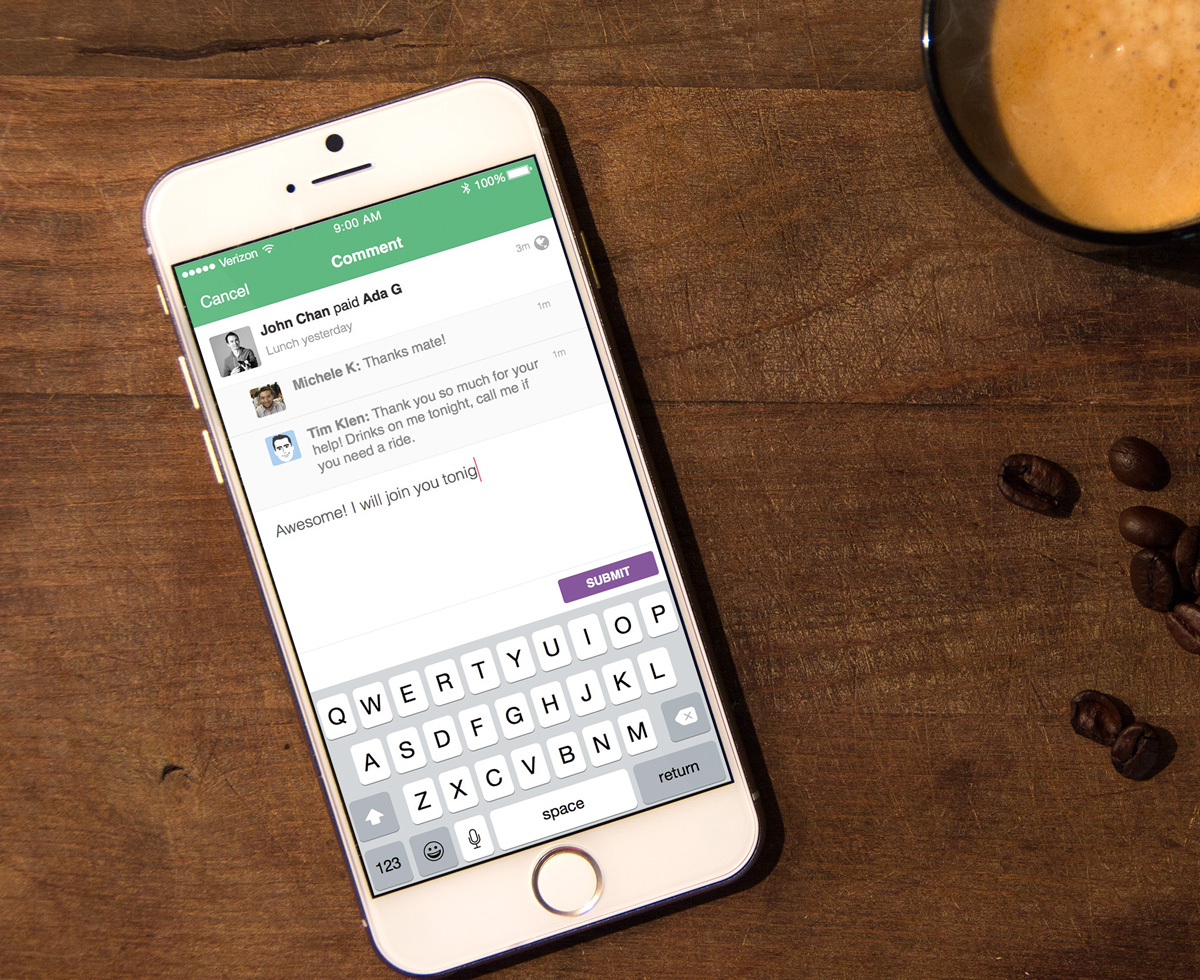 Verizon
9:00 AM
100%
Cancel
Comment
John Chan paid Ada G
3m
Lunch yesterday
Michele K: Thanks mate!
1m
Tim Klen: Thank you so much for your
1m
help! Drinks on me tonight, call me if
you need a ride.
Awesome! I will join you tonig
SUBMIT
Q W E R T Y U I O P
A S D F G H J K L
Z X C V B N M
123
space
return